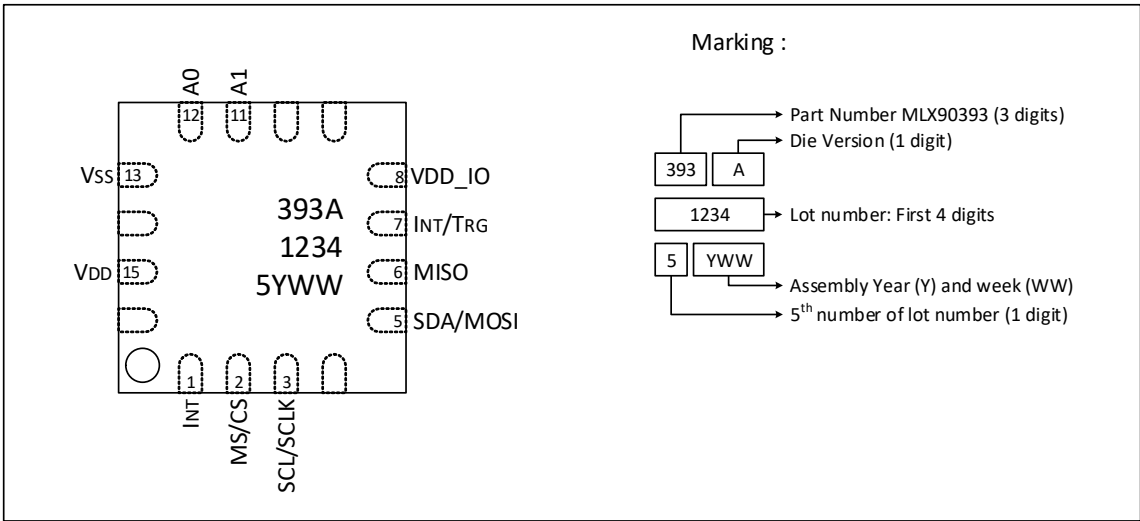 Marking :
A0
A1
12
11
Vss
13
8
VDD_IO
7
INT/TRG
VDD
15
6
MISO
5
SDA/MOSI
393A
1234
5YWW
1
2
3
INT
MS/CS
SCL/SCLK
Part Number MLX90393 (3 digits)
Die Version (1 digit)
393
A
1234
Lot number: First 4 digits
5
YWW
Assembly Year (Y) and week (WW)
5th number of lot number (1 digit)